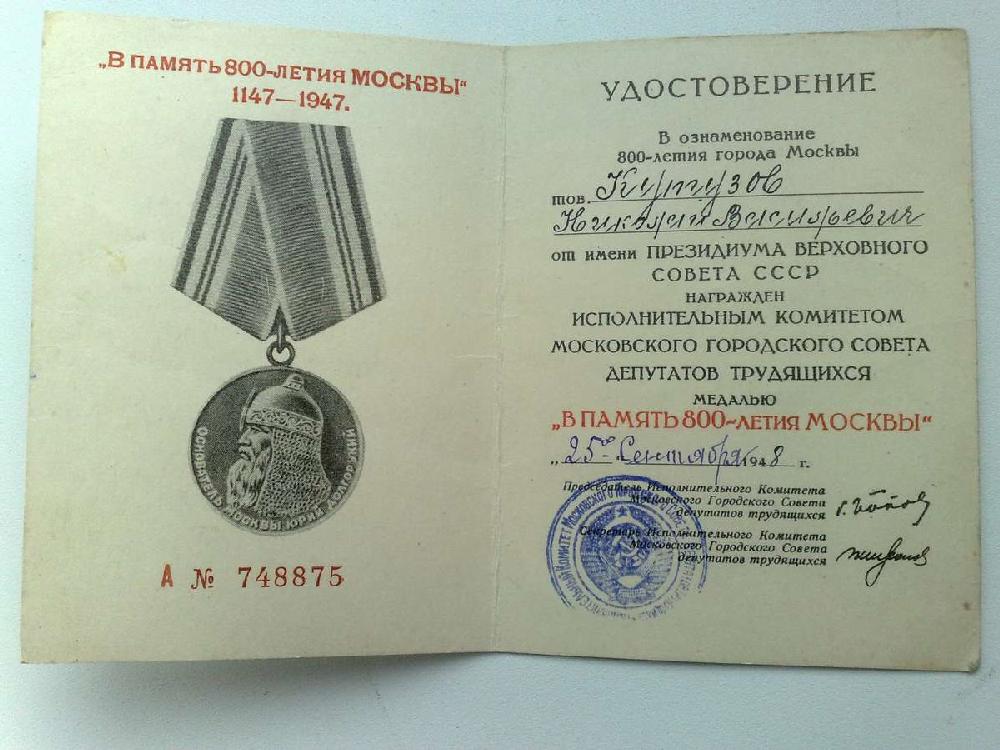 „В ПАМЯТЬ 800-ЛЕТИЯ МОСКВЫ“
1147—1947.
ОСНОВАТЕЛЬ МОСКВЫ ЮРИЙ ДОЛГОРУКИЙ
А № 748875
УДОСТОВЕРЕНИЕ
В ознаменование
800-летия города Москвы
тов. Кургузов
Николай Васильевич
от имени ПРЕЗИДИУМА ВЕРХОВНОГО
СОВЕТА СССР
НАГРАЖДЕН
ИСПОЛНИТЕЛЬНЫМ КОМИТЕТОМ
МОСКОВСКОГО ГОРОДСКОГО СОВЕТА
ДЕПУТАТОВ ТРУДЯЩИХСЯ
МЕДАЛЬЮ
„В ПАМЯТЬ 800-ЛЕТИЯ МОСКВЫ“
„25го Сентября 1948 г.
Председатель Исполнительного Комитета
Московского Городского Совета
депутатов трудящихся
Г. Попов
Секретарь Исполнительного Комитета
Московского Городского Совета
депутатов трудящихся